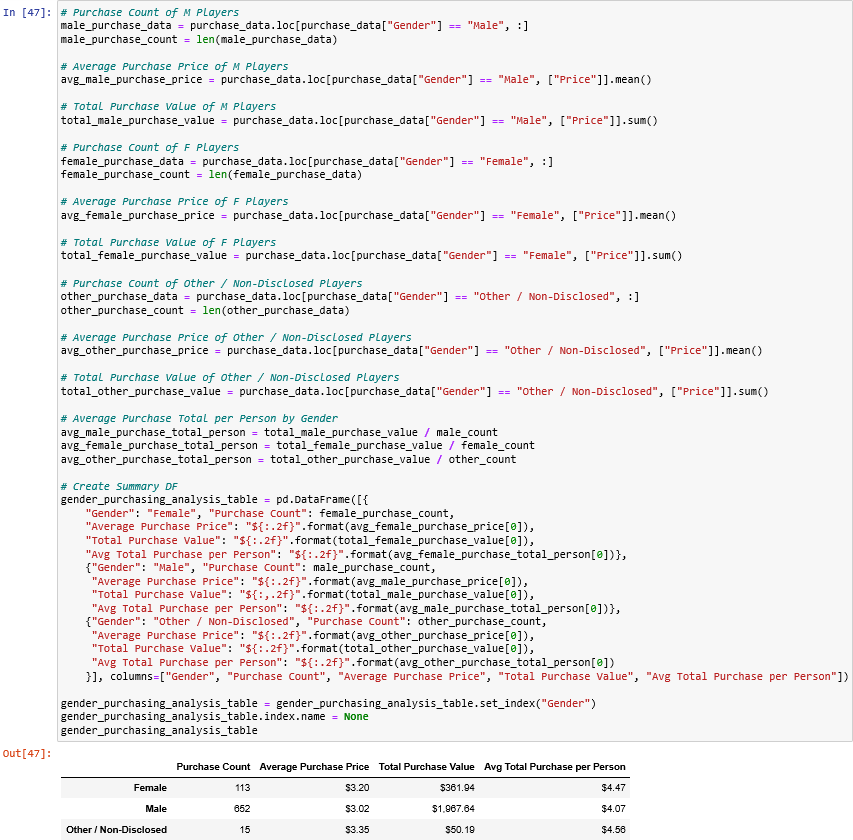 In [47]: # Purchase Count of M Players
male_purchase_data = purchase_data.loc[purchase_data["Gender"] == "Male", :]
male_purchase_count = len(male_purchase_data)

# Average Purchase Price of M Players
avg_male_purchase_price = purchase_data.loc[purchase_data["Gender"] == "Male", ["Price"]].mean()

# Total Purchase Value of M Players
total_male_purchase_value = purchase_data.loc[purchase_data["Gender"] == "Male", ["Price"]].sum()

# Purchase Count of F Players
female_purchase_data = purchase_data.loc[purchase_data["Gender"] == "Female", :]
female_purchase_count = len(female_purchase_data)

# Average Purchase Price of F Players
avg_female_purchase_price = purchase_data.loc[purchase_data["Gender"] == "Female", ["Price"]].mean()

# Total Purchase Value of F Players
total_female_purchase_value = purchase_data.loc[purchase_data["Gender"] == "Female", ["Price"]].sum()

# Purchase Count of Other / Non-Disclosed Players
other_purchase_data = purchase_data.loc[purchase_data["Gender"] == "Other / Non-Disclosed", :]
other_purchase_count = len(other_purchase_data)

# Average Purchase Price of Other / Non-Disclosed Players
avg_other_purchase_price = purchase_data.loc[purchase_data["Gender"] == "Other / Non-Disclosed", ["Price"]].mean()

# Total Purchase Value of Other / Non-Disclosed Players
total_other_purchase_value = purchase_data.loc[purchase_data["Gender"] == "Other / Non-Disclosed", ["Price"]].sum()

# Average Purchase Total per Person by Gender
avg_male_purchase_total_person = total_male_purchase_value / male_count
avg_female_purchase_total_person = total_female_purchase_value / female_count
avg_other_purchase_total_person = total_other_purchase_value / other_count

# Create Summary DF
gender_purchasing_analysis_table = pd.DataFrame([{
    "Gender": "Female", "Purchase Count": female_purchase_count,
    "Average Purchase Price": "${:.2f}".format(avg_female_purchase_price[0]),
    "Total Purchase Value": "${:.2f}".format(total_female_purchase_value[0]),
    "Avg Total Purchase per Person": "${:.2f}".format(avg_female_purchase_total_person[0])},
    {"Gender": "Male", "Purchase Count": male_purchase_count,
     "Average Purchase Price": "${:.2f}".format(avg_male_purchase_price[0]),
     "Total Purchase Value": "${:,.2f}".format(total_male_purchase_value[0]),
     "Avg Total Purchase per Person": "${:.2f}".format(avg_male_purchase_total_person[0])},
    {"Gender": "Other / Non-Disclosed", "Purchase Count": other_purchase_count,
     "Average Purchase Price": "${:.2f}".format(avg_other_purchase_price[0]),
     "Total Purchase Value": "${:.2f}".format(total_other_purchase_value[0]),
     "Avg Total Purchase per Person": "${:.2f}".format(avg_other_purchase_total_person[0])
    }], columns=["Gender", "Purchase Count", "Average Purchase Price", "Total Purchase Value", "Avg Total Purchase per Person"])

gender_purchasing_analysis_table = gender_purchasing_analysis_table.set_index("Gender")
gender_purchasing_analysis_table.index.name = None
gender_purchasing_analysis_table
Out[47]:
Purchase Count Average Purchase Price Total Purchase Value Avg Total Purchase per Person
Female 113 $3.20 $361.94 $4.47
Male 652 $3.02 $1,967.64 $4.07
Other / Non-Disclosed 15 $3.35 $50.19 $4.56